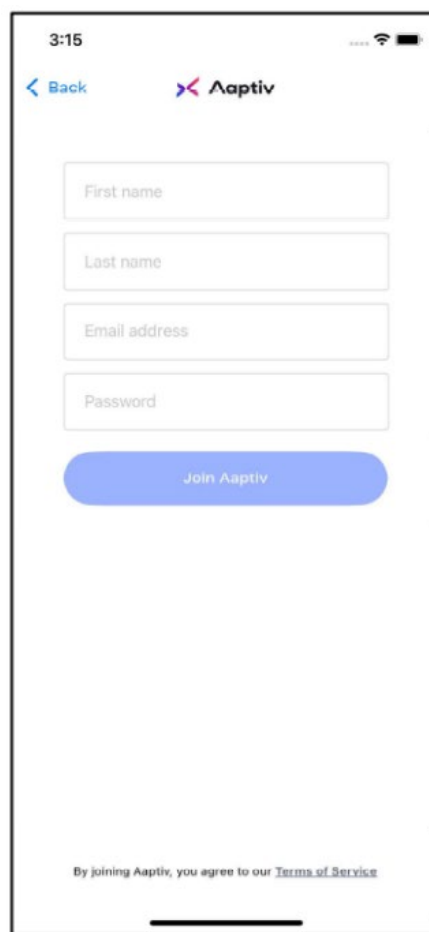 3:15
Back
Aaptiv
First name
Last name
Email address
Password
Join Aaptiv
By joining Aaptiv, you agree to our Terms of Service